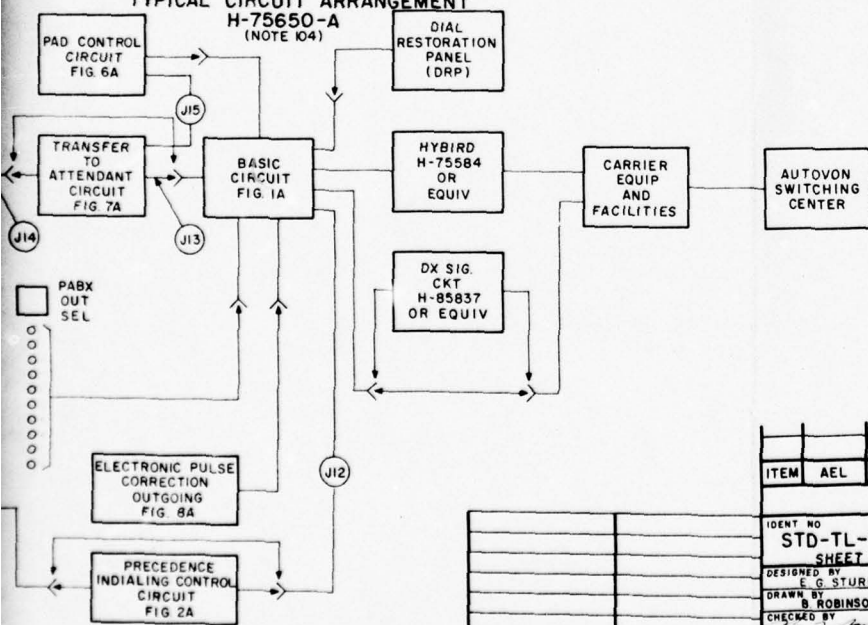 TYPICAL CIRCUIT ARRANGEMENT
H-75650-A
(NOTE 104)
PAD CONTROL
CIRCUIT
FIG. 6A
DIAL
RESTORATION
PANEL
(DRP)
J15
TRANSFER
TO
ATTENDANT
CIRCUIT
FIG. 7A
BASIC
CIRCUIT
FIG. 1A
HYBIRD
H-75584
OR
EQUIV
CARRIER
EQUIP
AND
FACILITIES
AUTOVON
SWITCHING
CENTER
J14
J13
DX SIG.
CKT
H-85837
OR EQUIV
PABX
OUT
SEL
ELECTRONIC PULSE
CORRECTION
OUTGOING
FIG. 8A
J12
PRECEDENCE
INDIALING CONTROL
CIRCUIT
FIG 2A
ITEM AEL
IDENT NO
STD-TL-
SHEET
DESIGNED BY
E. G. STUR
DRAWN BY
B. ROBINSO
CHECKED BY